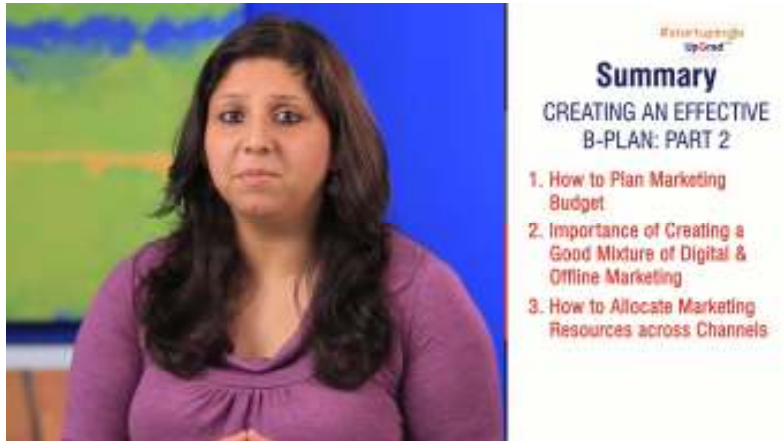 #startupindia
UpGrad
Summary
CREATING AN EFFECTIVE
B-PLAN: PART 2
1. How to Plan Marketing
Budget
2. Importance of Creating a
Good Mixture of Digital &
Offline Marketing
3. How to Allocate Marketing
Resources across Channels